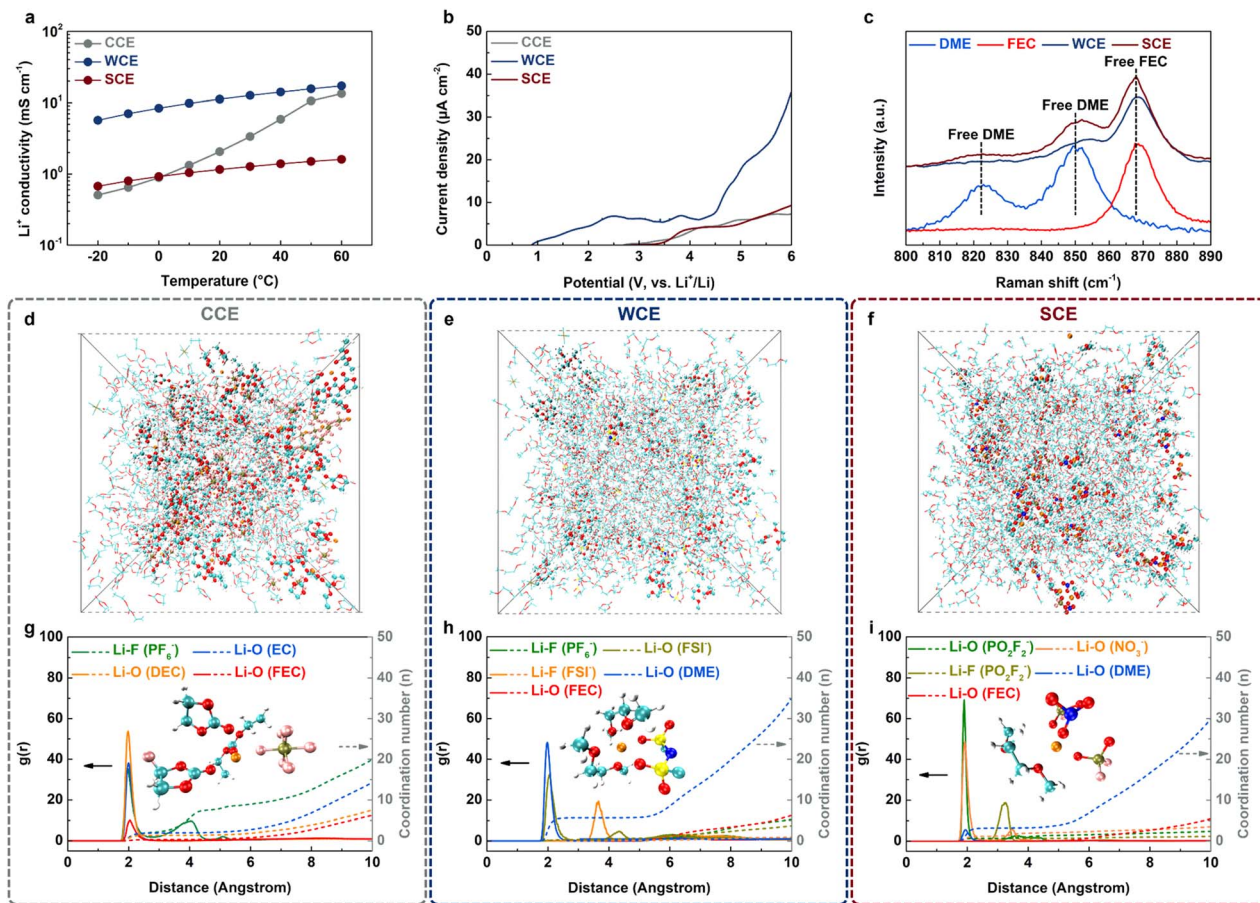 a
10²
10¹
10⁰
10⁻¹
Li⁺ conductivity (mS cm⁻¹)
CCE
WCE
SCE
-20 0 20 40 60
Temperature (°C)
b
50
40
30
20
10
0
Current density (µA cm⁻²)
CCE
WCE
SCE
0 1 2 3 4 5 6
Potential (V, vs. Li⁺/Li)
c
DME FEC WCE SCE
Free FEC
Free DME
Free DME
Intensity (a.u.)
800 810 820 830 840 850 860 870 880 890
Raman shift (cm⁻¹)
CCE
d
WCE
e
SCE
f
g
100
80
60
40
20
0
g(r)
Li-F (PF₆⁻) Li-O (EC)
Li-O (DEC) Li-O (FEC)
50
40
30
20
10
0
Coordination number (n)
0 2 4 6 8 10
Distance (Angstrom)
h
100
80
60
40
20
0
g(r)
Li-F (PF₆⁻) Li-O (FSI⁻)
Li-F (FSI⁻) Li-O (DME)
Li-O (FEC)
50
40
30
20
10
0
Coordination number (n)
0 2 4 6 8 10
Distance (Angstrom)
i
100
80
60
40
20
0
g(r)
Li-O (PO₂F₂⁻) Li-O (NO₃⁻)
Li-F (PO₂F₂⁻) Li-O (DME)
Li-O (FEC)
50
40
30
20
10
0
Coordination number (n)
0 2 4 6 8 10
Distance (Angstrom)